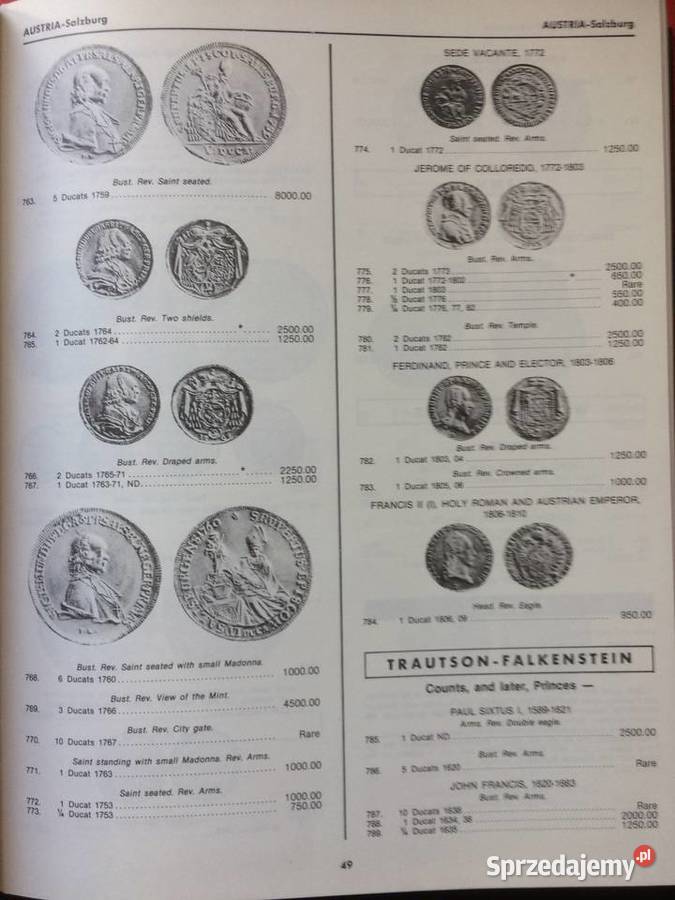 AUSTRIA-Salzburg
AUSTRIA-Salzburg
Bust. Rev. Saint seated.
763. 5 Ducats 1759 8000.00
Bust. Rev. Two shields.
764. 2 Ducats 1764 * 2500.00
765. 1 Ducat 1762-64 1250.00
Bust. Rev. Draped arms.
766. 2 Ducats 1765-71 * 2250.00
767. 1 Ducat 1763-71, ND. 1250.00
Bust. Rev. Saint seated with small Madonna.
768. 6 Ducats 1760 1000.00
Bust. Rev. View of the Mint.
769. 3 Ducats 1766 4500.00
Bust. Rev. City gate.
770. 10 Ducats 1767 Rare
Saint standing with small Madonna. Rev. Arms.
771. 1 Ducat 1763 1000.00
Saint seated. Rev. Arms.
772. 1 Ducat 1753 1000.00
773. ¼ Ducat 1753 750.00
SEDE VACANTE, 1772
Saint seated. Rev. Arms.
774. 1 Ducat 1772 1250.00
JEROME OF COLLOREDO, 1772-1803
Bust. Rev. Arms.
775. 2 Ducats 1773 2500.00
776. 1 Ducat 1772-1802 * 650.00
777. 1 Ducat 1803 Rare
778. ½ Ducat 1776 550.00
779. ¼ Ducat 1776, 77, 82 400.00
Bust. Rev. Temple.
780. 2 Ducats 1782 2500.00
781. 1 Ducat 1782 1250.00
FERDINAND, PRINCE AND ELECTOR, 1803-1806
Bust. Rev. Draped arms.
782. 1 Ducat 1803, 04 1250.00
Bust. Rev. Crowned arms.
783. 1 Ducat 1805, 06 1000.00
FRANCIS II (I), HOLY ROMAN AND AUSTRIAN EMPEROR,
1806-1810
Head. Rev. Eagle.
784. 1 Ducat 1806, 09 950.00
TRAUTSON-FALKENSTEIN
Counts, and later, Princes —
PAUL SIXTUS I, 1589-1621
Arms. Rev. Double eagle.
785. 1 Ducat ND 2500.00
Bust. Rev. Arms.
786. 5 Ducats 1620 Rare
JOHN FRANCIS, 1620-1663
Bust. Rev. Arms.
787. 10 Ducats 1638 Rare
788. 1 Ducat 1634, 38 2000.00
789. ¼ Ducat 1635 1250.00
49
Sprzedajemy.pl